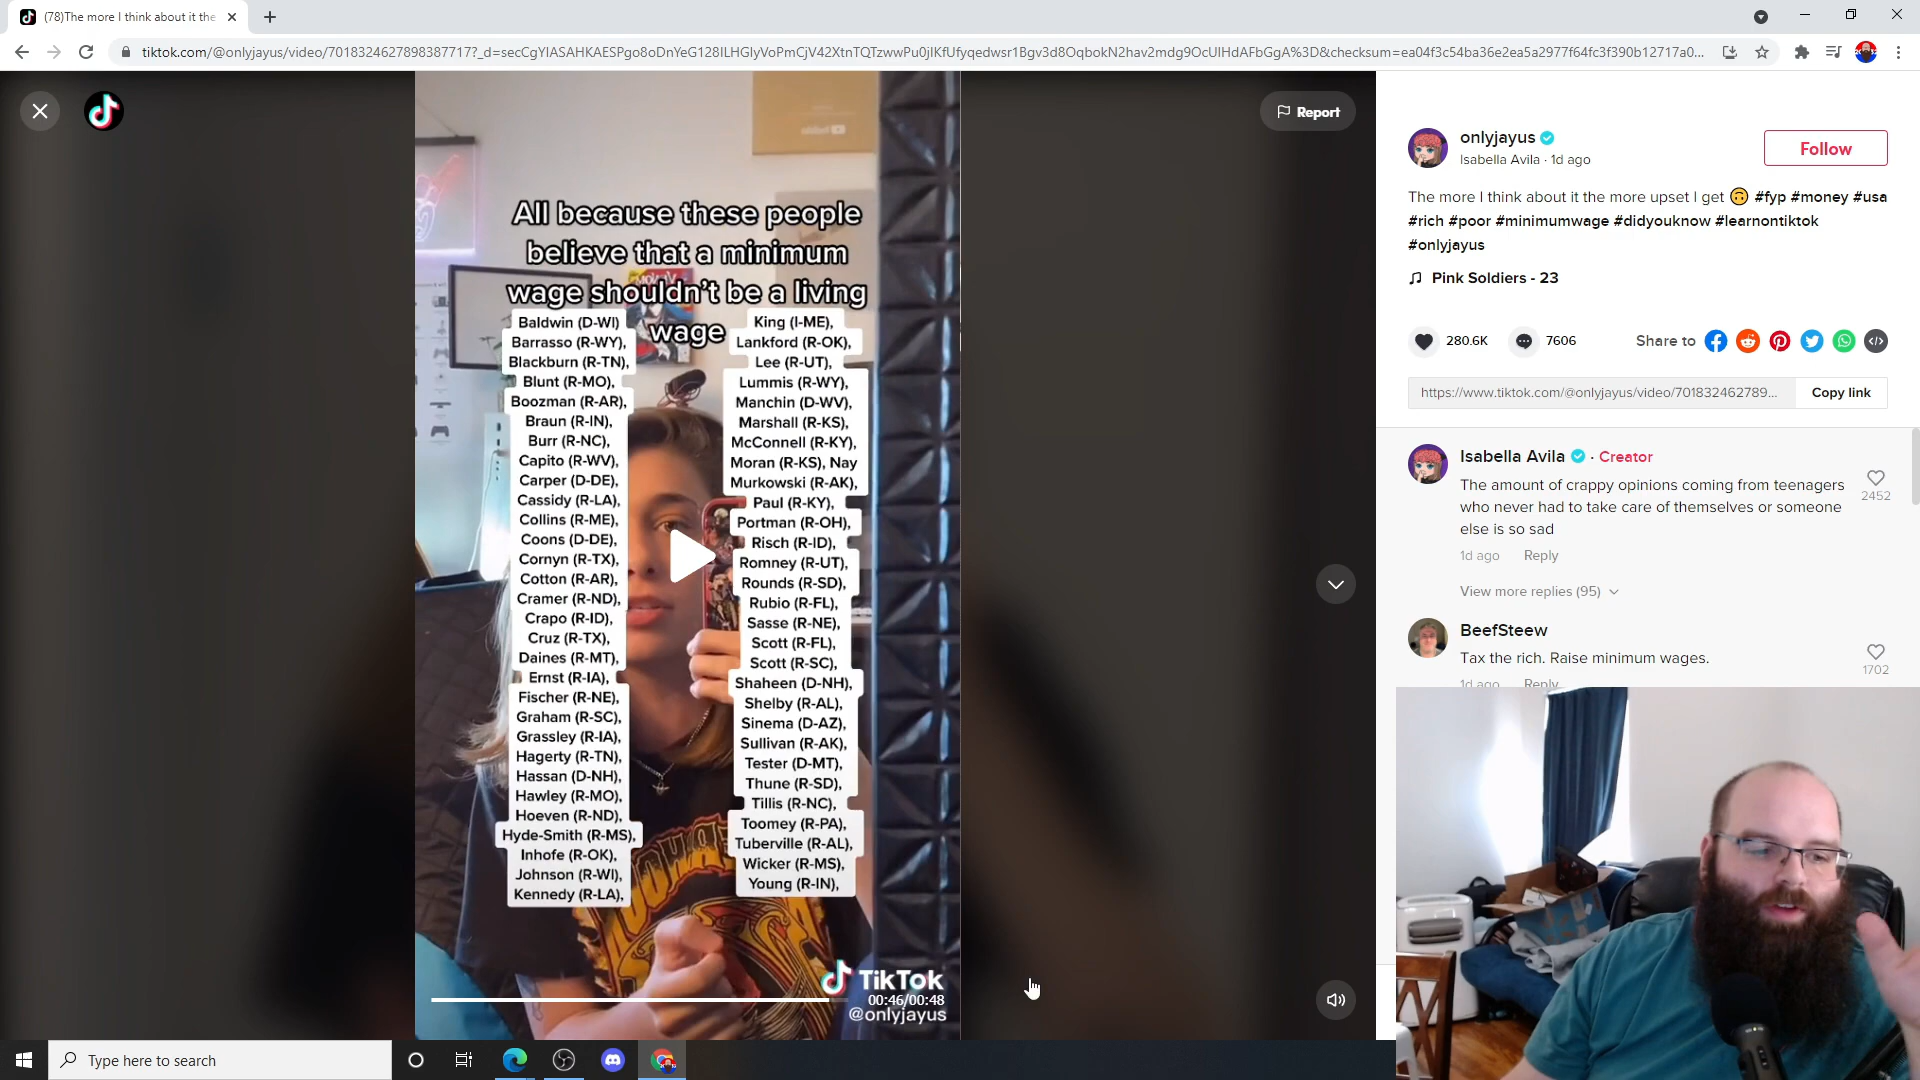 (78)The more I think about it the
tiktok.com/@onlyjayus/video/7018324627898387717?_d=secCgYIASAHKAESPgo8oDnYeG128ILHGlyVoPmCjV42XtnTQTzwwPu0jlKfUfyqedwsr1Bgv3d8OqbokN2hav2mdg9OcUIHdAFbGgA%3D&checksum=ea04f3c54ba36e2ea5a2977f64fc3f390b12717a0...
Report
All because these people
believe that a minimum
wage shouldn't be a living
wage
Baldwin (D-WI)
Barrasso (R-WY),
Blackburn (R-TN),
Blunt (R-MO),
Boozman (R-AR),
Braun (R-IN),
Burr (R-NC),
Capito (R-WV),
Carper (D-DE),
Cassidy (R-LA),
Collins (R-ME),
Coons (D-DE),
Cornyn (R-TX),
Cotton (R-AR),
Cramer (R-ND),
Crapo (R-ID),
Cruz (R-TX),
Daines (R-MT),
Ernst (R-IA),
Fischer (R-NE),
Graham (R-SC),
Grassley (R-IA),
Hagerty (R-TN),
Hassan (D-NH),
Hawley (R-MO),
Hoeven (R-ND),
Hyde-Smith (R-MS),
Inhofe (R-OK),
Johnson (R-WI),
Kennedy (R-LA),
King (I-ME),
Lankford (R-OK),
Lee (R-UT),
Lummis (R-WY),
Manchin (D-WV),
Marshall (R-KS),
McConnell (R-KY),
Moran (R-KS), Nay
Murkowski (R-AK),
Paul (R-KY),
Portman (R-OH),
Risch (R-ID),
Romney (R-UT),
Rounds (R-SD),
Rubio (R-FL),
Sasse (R-NE),
Scott (R-FL),
Scott (R-SC),
Shaheen (D-NH),
Shelby (R-AL),
Sinema (D-AZ),
Sullivan (R-AK),
Tester (D-MT),
Thune (R-SD),
Tillis (R-NC),
Toomey (R-PA),
Tuberville (R-AL),
Wicker (R-MS),
Young (R-IN),
TikTok
00:46/00:48
@onlyjayus
onlyjayus
Isabella Avila · 1d ago
Follow
The more I think about it the more upset I get 🙃 #fyp #money #usa
#rich #poor #minimumwage #didyouknow #learnontiktok
#onlyjayus
Pink Soldiers - 23
280.6K
7606
Share to
https://www.tiktok.com/@onlyjayus/video/701832462789...
Copy link
Isabella Avila · Creator
The amount of crappy opinions coming from teenagers
who never had to take care of themselves or someone
else is so sad
2452
1d ago Reply
View more replies (95)
BeefSteew
Tax the rich. Raise minimum wages.
1702
1d ago Reply
Type here to search